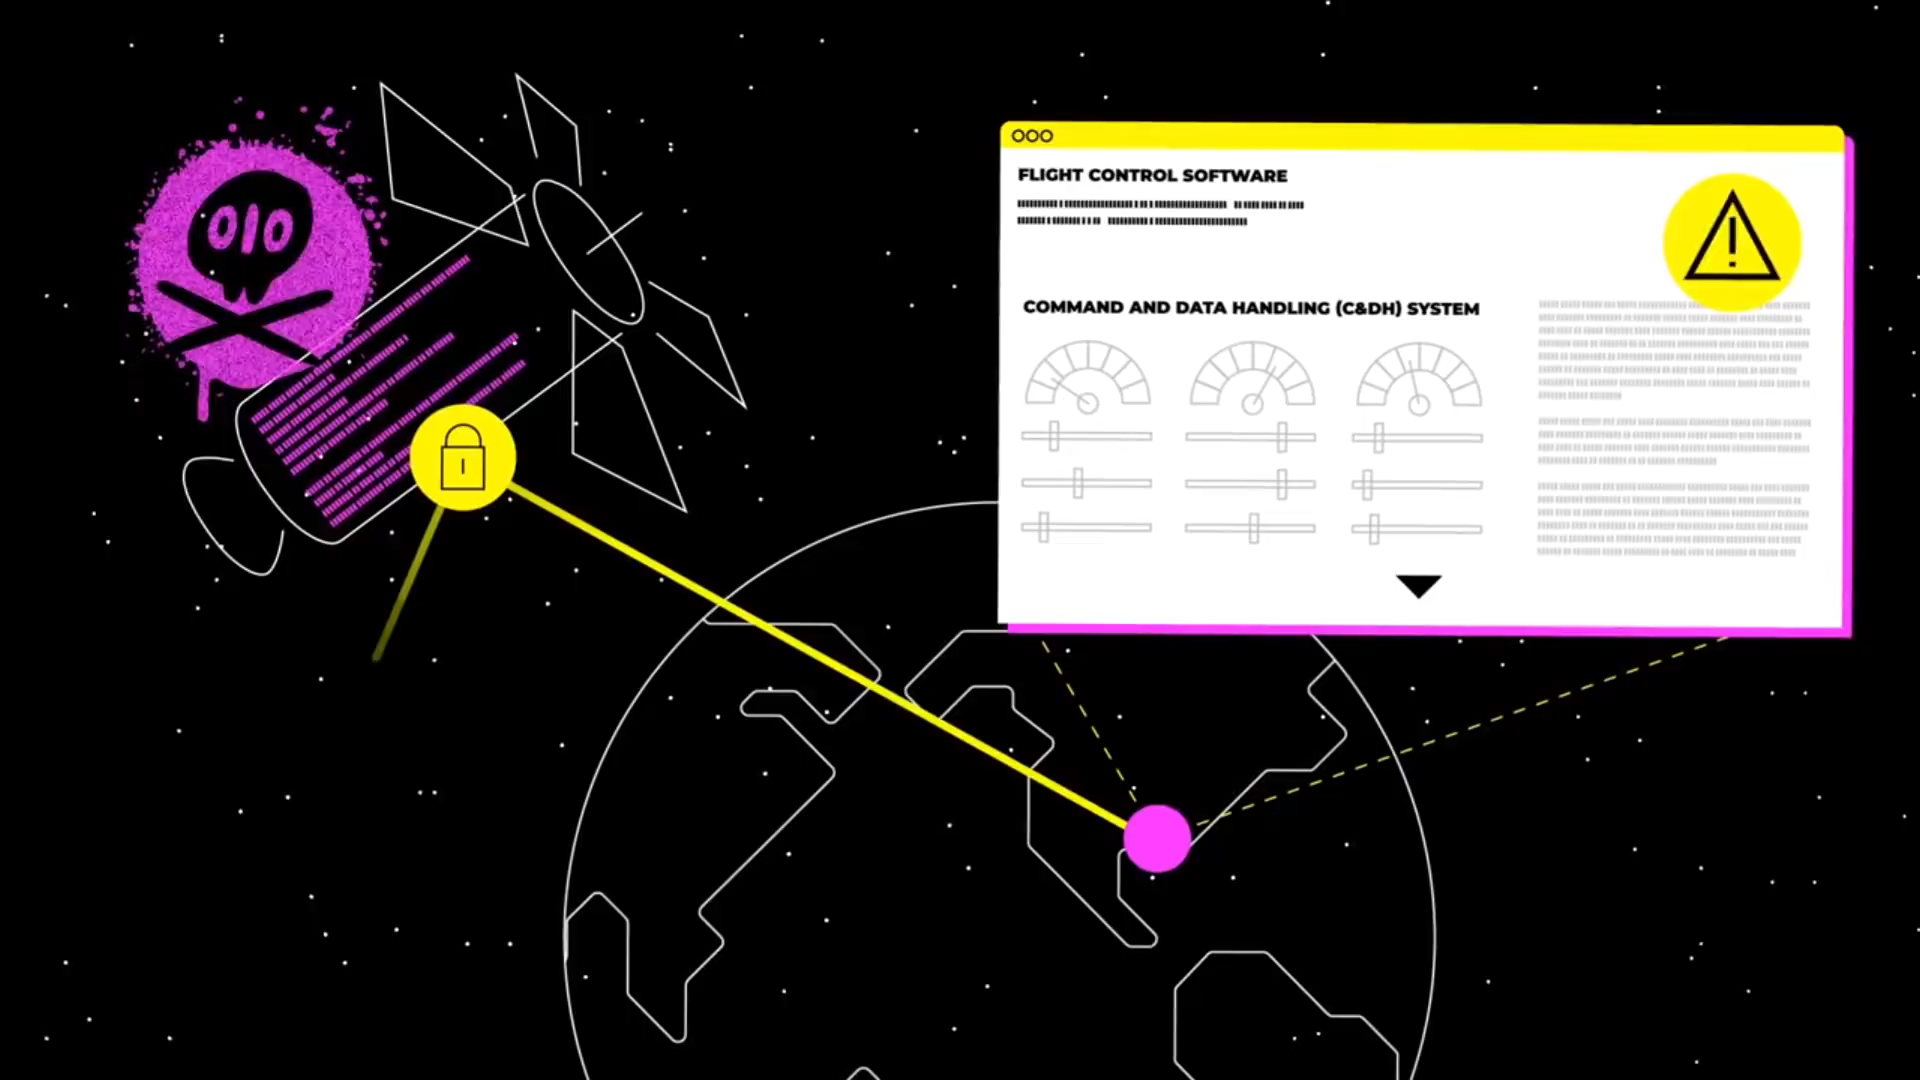 FLIGHT CONTROL SOFTWARE
COMMAND AND DATA HANDLING (C&DH) SYSTEM
010